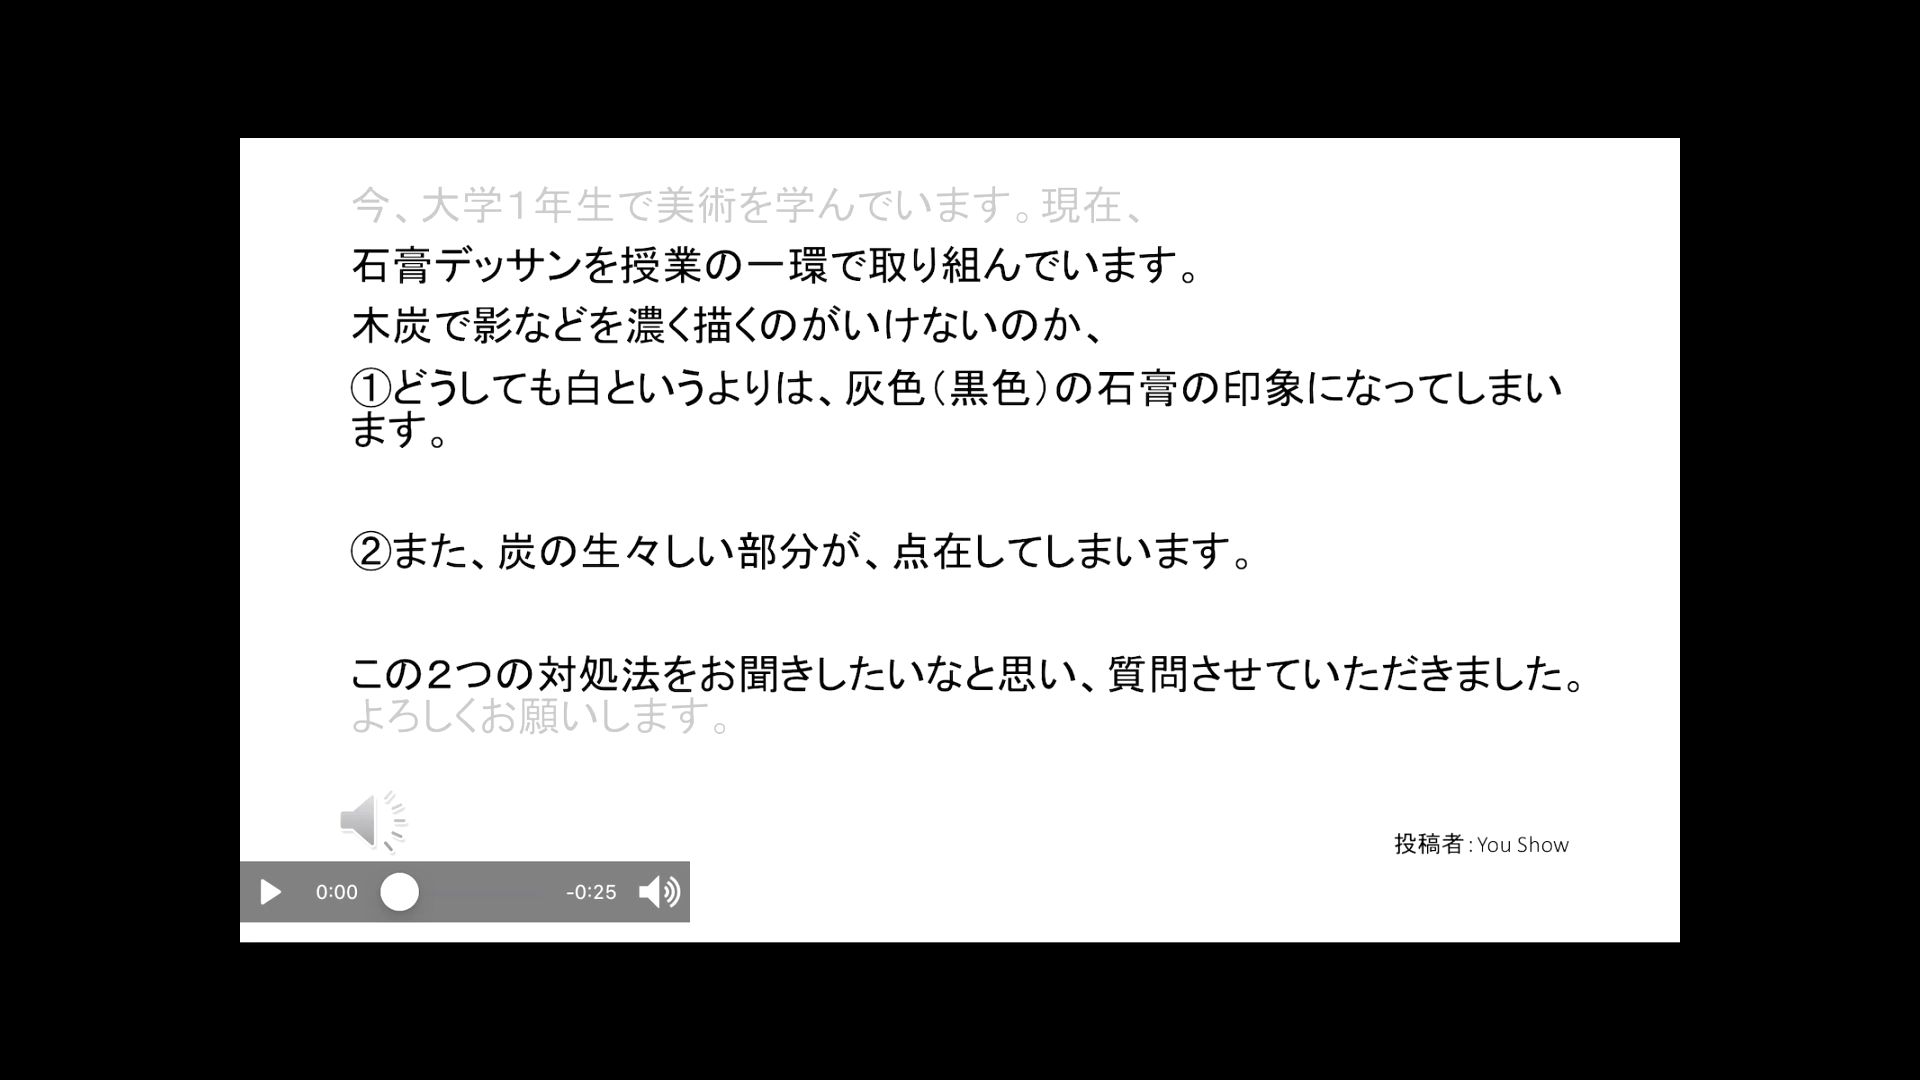 今、大学1年生で美術を学んでいます。現在、
石膏デッサンを授業の一環で取り組んでいます。
木炭で影などを濃く描くのがいけないのか、
①どうしても白というよりは、灰色（黒色）の石膏の印象になってしまい
ます。
②また、炭の生々しい部分が、点在してしまいます。
この２つの対処法をお聞きしたいなと思い、質問させていただきました。
よろしくお願いします。
投稿者：You Show
0:00 -0:25